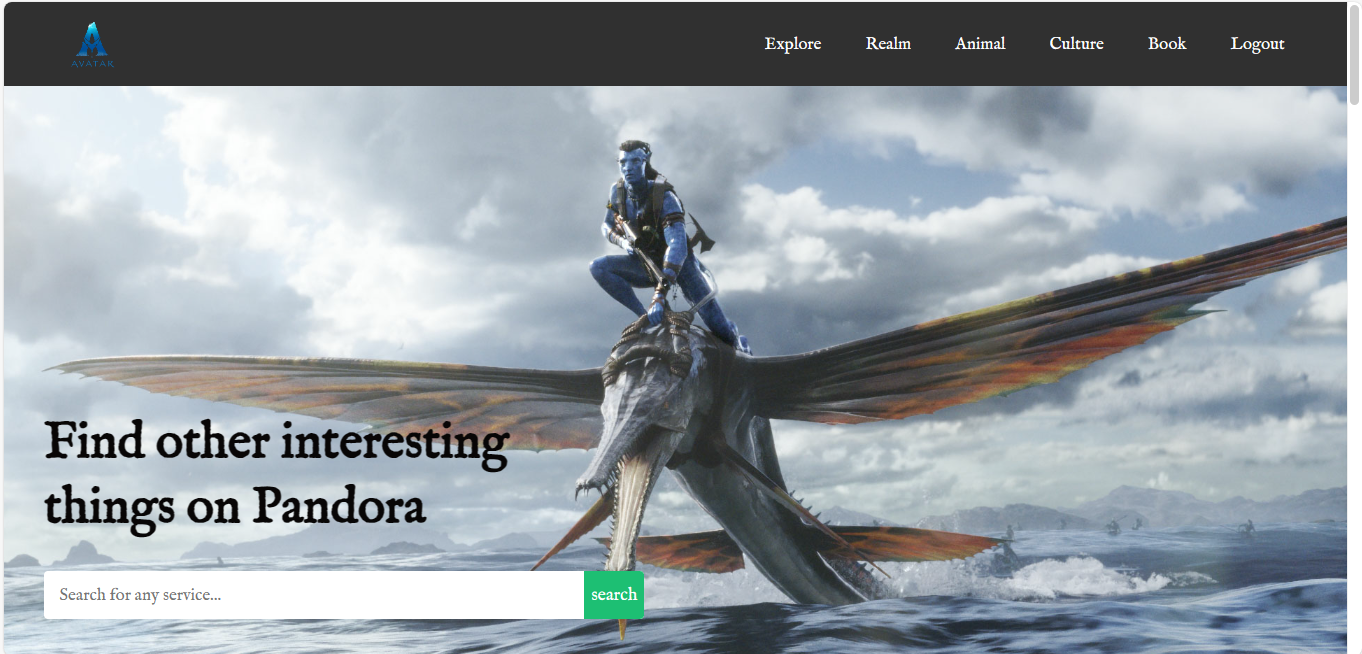 AVATAR
Explore Realm Animal Culture Book Logout
Find other interesting
things on Pandora
Search for any service... search